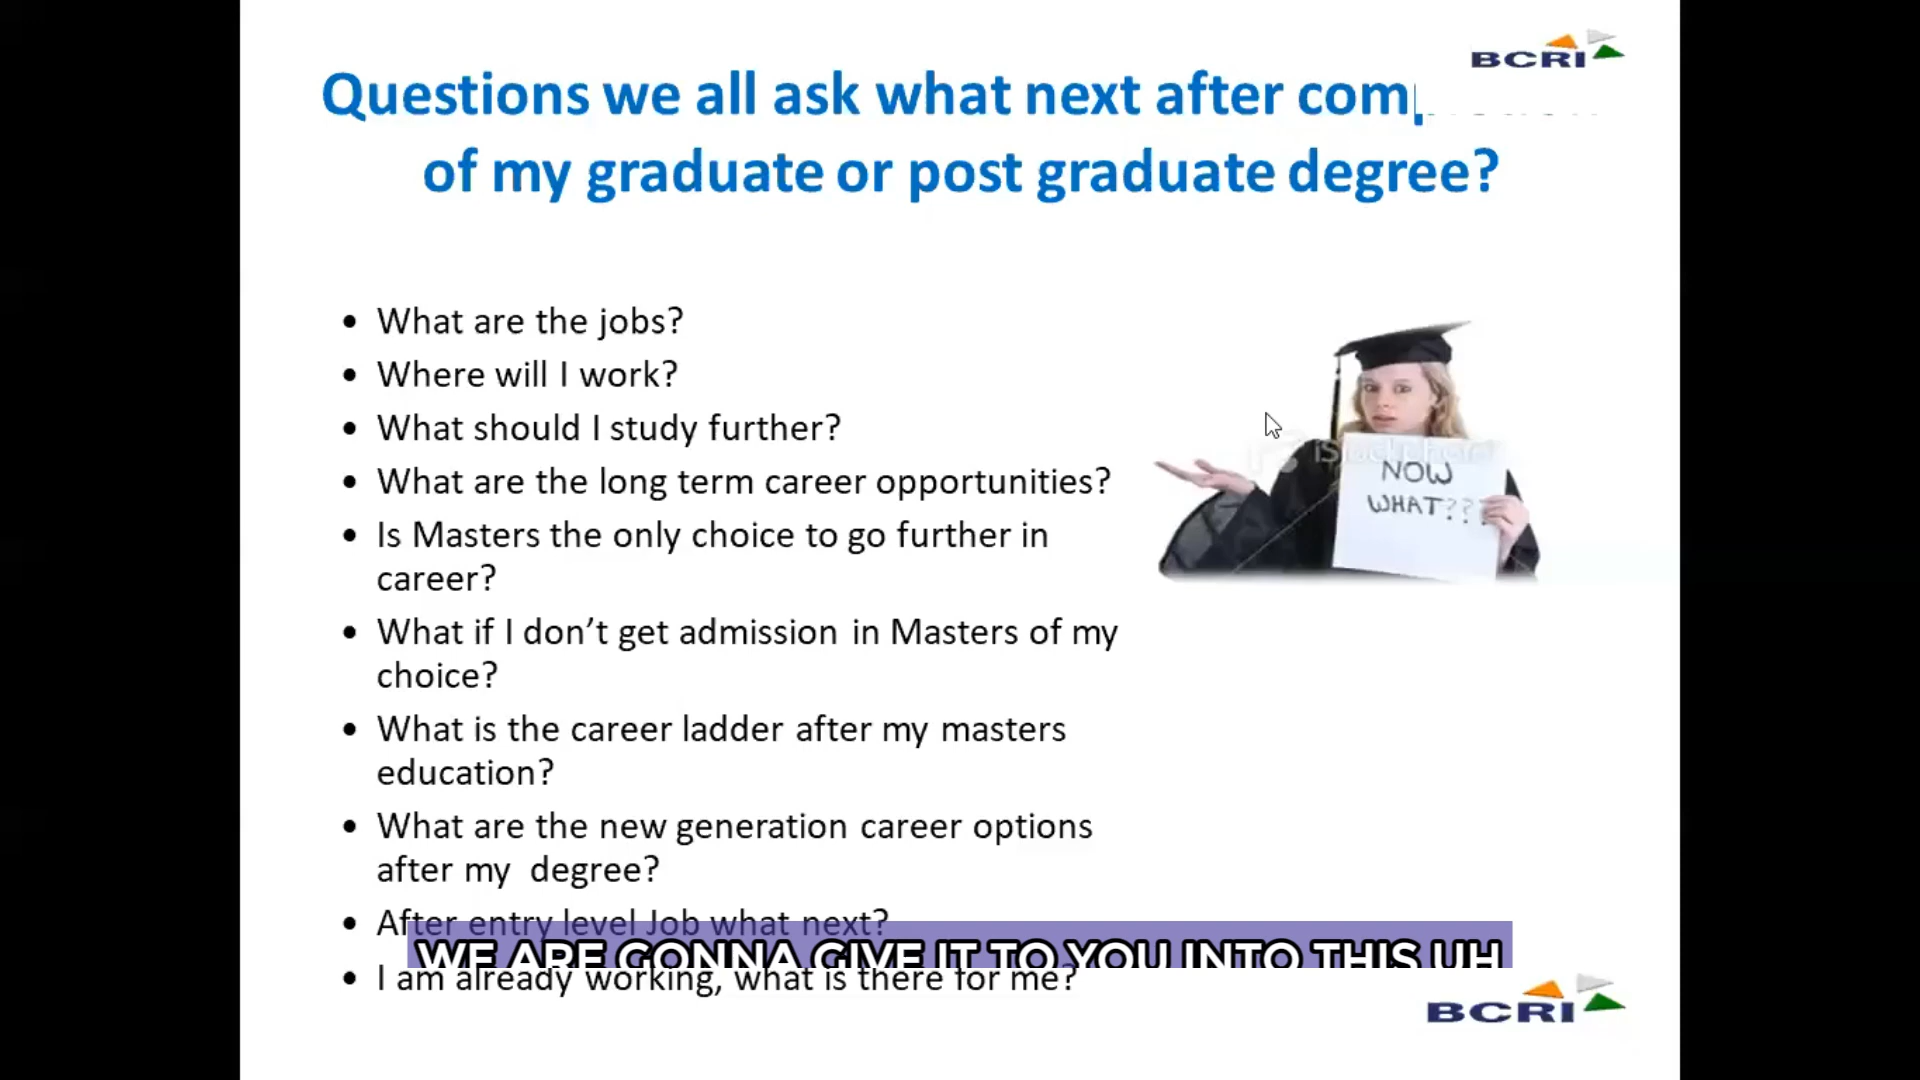 BCRI
Questions we all ask what next after completion
of my graduate or post graduate degree?
• What are the jobs?
• Where will I work?
• What should I study further?
• What are the long term career opportunities?
• Is Masters the only choice to go further in
career?
• What if I don’t get admission in Masters of my
choice?
• What is the career ladder after my masters
education?
• What are the new generation career options
after my degree?
• After entry level Job what next?
WE ARE GONNA GIVE IT TO YOU INTO THIS UH
• I am already working, what is there for me?
NOW
WHAT??
BCRI